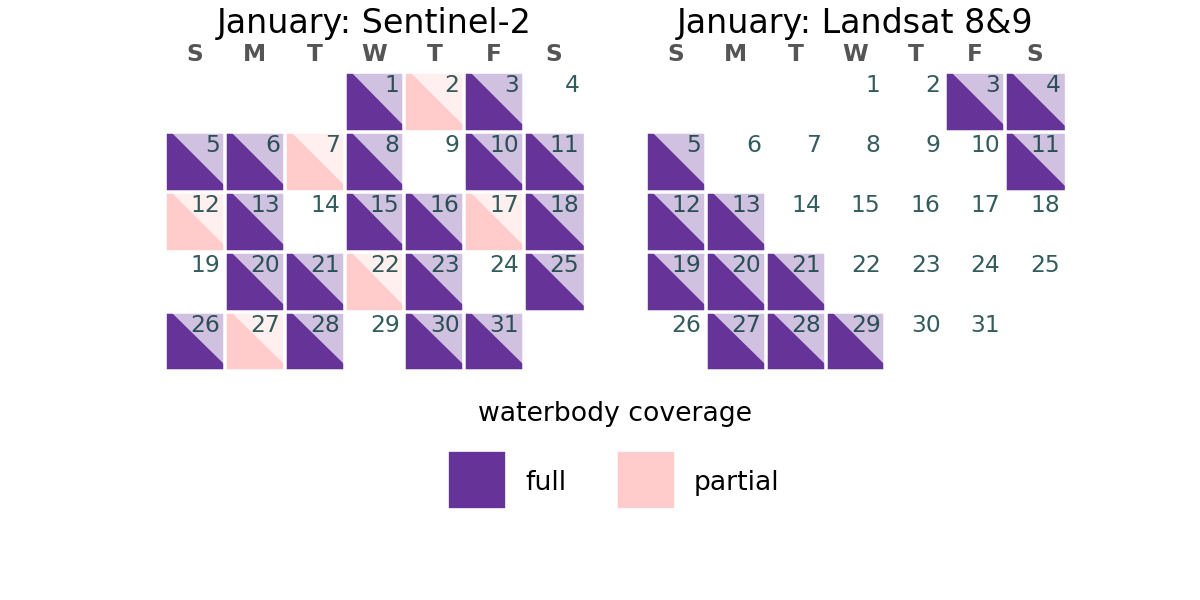 January: Sentinel-2
S M T W T F S
1 2 3 4
5 6 7 8 9 10 11
12 13 14 15 16 17 18
19 20 21 22 23 24 25
26 27 28 29 30 31
January: Landsat 8&9
S M T W T F S
1 2 3 4
5 6 7 8 9 10 11
12 13 14 15 16 17 18
19 20 21 22 23 24 25
26 27 28 29 30 31
waterbody coverage
full partial